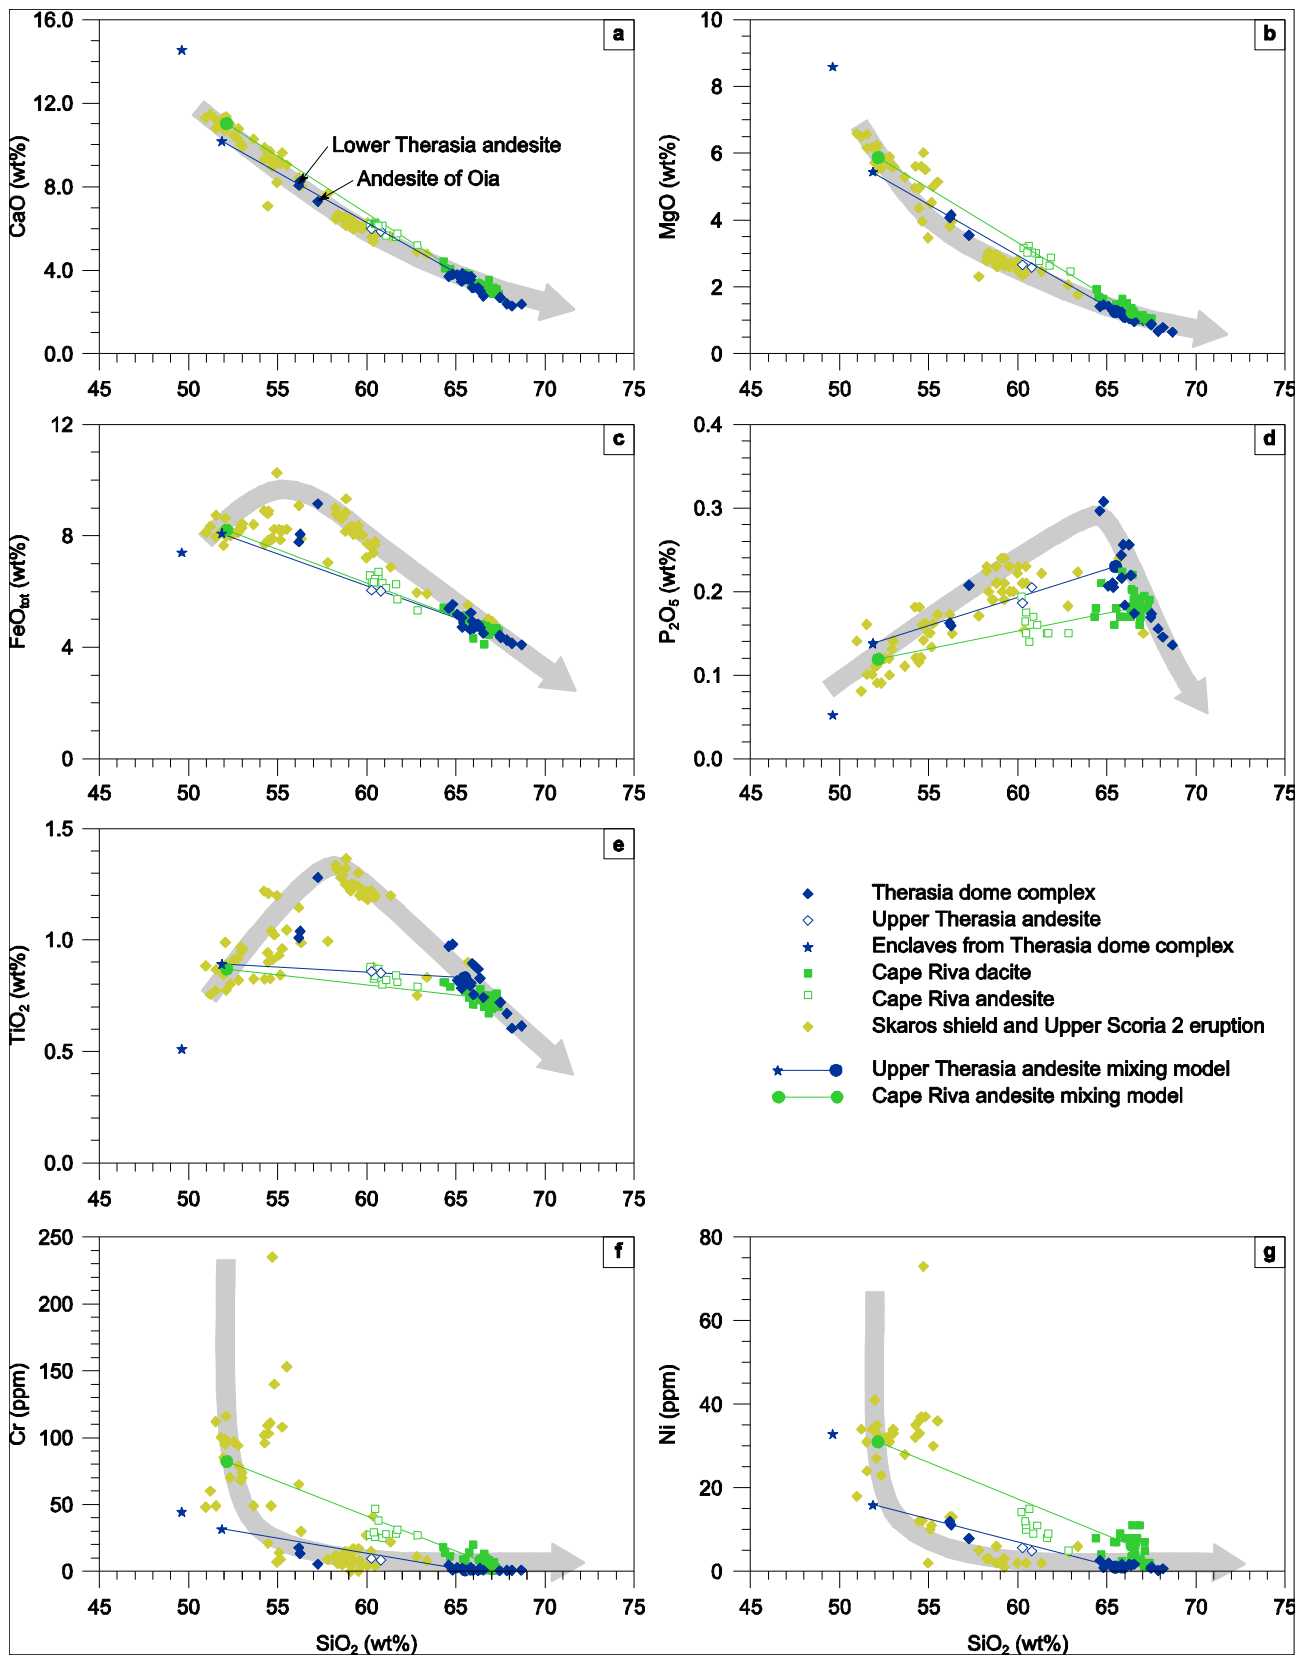 a
CaO (wt%)
16.0
12.0
8.0
4.0
0.0
Lower Therasia andesite
Andesite of Oia
45 50 55 60 65 70 75
b
MgO (wt%)
10
8
6
4
2
0
45 50 55 60 65 70 75
c
FeO_tot (wt%)
12
8
4
0
45 50 55 60 65 70 75
d
P₂O₅ (wt%)
0.4
0.3
0.2
0.1
0.0
45 50 55 60 65 70 75
e
TiO₂ (wt%)
1.5
1.0
0.5
0.0
45 50 55 60 65 70 75
Therasia dome complex
Upper Therasia andesite
Enclaves from Therasia dome complex
Cape Riva dacite
Cape Riva andesite
Skaros shield and Upper Scoria 2 eruption
Upper Therasia andesite mixing model
Cape Riva andesite mixing model
f
Cr (ppm)
250
200
150
100
50
0
45 50 55 60 65 70 75
SiO₂ (wt%)
g
Ni (ppm)
80
60
40
20
0
45 50 55 60 65 70 75
SiO₂ (wt%)